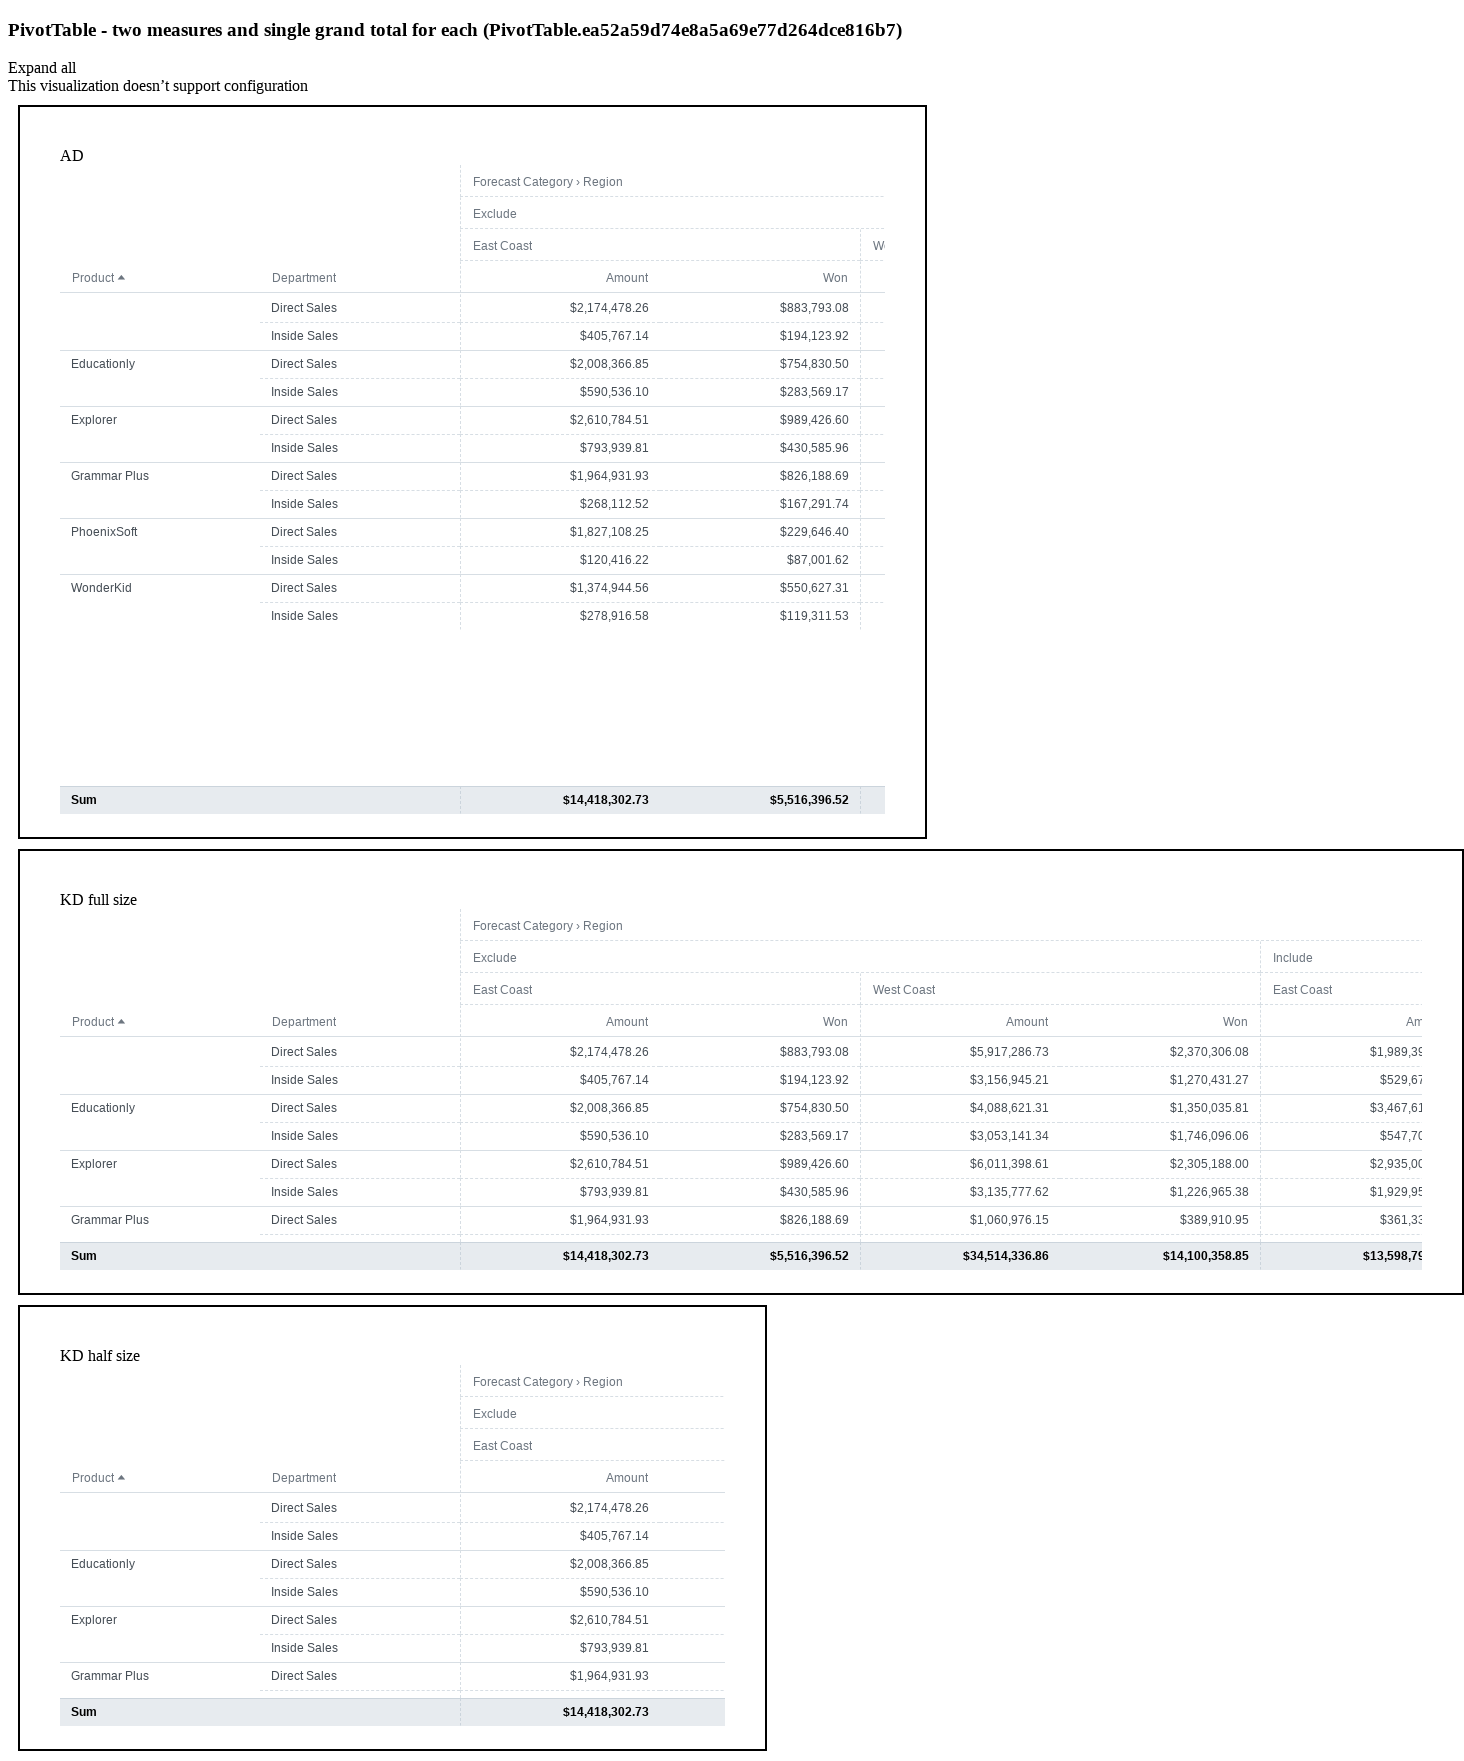 PivotTable - two measures and single grand total for each (PivotTable.ea52a59d74e8a5a69e77d264dce816b7)
Expand all
This visualization doesn’t support configuration
AD
Forecast Category › Region
Exclude
East Coast
Product Department Amount Won
Direct Sales $2,174,478.26 $883,793.08
Inside Sales $405,767.14 $194,123.92
Educationly Direct Sales $2,008,366.85 $754,830.50
Inside Sales $590,536.10 $283,569.17
Explorer Direct Sales $2,610,784.51 $989,426.60
Inside Sales $793,939.81 $430,585.96
Grammar Plus Direct Sales $1,964,931.93 $826,188.69
Inside Sales $268,112.52 $167,291.74
PhoenixSoft Direct Sales $1,827,108.25 $229,646.40
Inside Sales $120,416.22 $87,001.62
WonderKid Direct Sales $1,374,944.56 $550,627.31
Inside Sales $278,916.58 $119,311.53
Sum $14,418,302.73 $5,516,396.52
KD full size
Forecast Category › Region
Exclude Include
East Coast West Coast East Coast
Product Department Amount Won Amount Won Am
Direct Sales $2,174,478.26 $883,793.08 $5,917,286.73 $2,370,306.08 $1,989,39
Inside Sales $405,767.14 $194,123.92 $3,156,945.21 $1,270,431.27 $529,67
Educationly Direct Sales $2,008,366.85 $754,830.50 $4,088,621.31 $1,350,035.81 $3,467,61
Inside Sales $590,536.10 $283,569.17 $3,053,141.34 $1,746,096.06 $547,70
Explorer Direct Sales $2,610,784.51 $989,426.60 $6,011,398.61 $2,305,188.00 $2,935,00
Inside Sales $793,939.81 $430,585.96 $3,135,777.62 $1,226,965.38 $1,929,95
Grammar Plus Direct Sales $1,964,931.93 $826,188.69 $1,060,976.15 $389,910.95 $361,33
Sum $14,418,302.73 $5,516,396.52 $34,514,336.86 $14,100,358.85 $13,598,79
KD half size
Forecast Category › Region
Exclude
East Coast
Product Department Amount
Direct Sales $2,174,478.26
Inside Sales $405,767.14
Educationly Direct Sales $2,008,366.85
Inside Sales $590,536.10
Explorer Direct Sales $2,610,784.51
Inside Sales $793,939.81
Grammar Plus Direct Sales $1,964,931.93
Sum $14,418,302.73